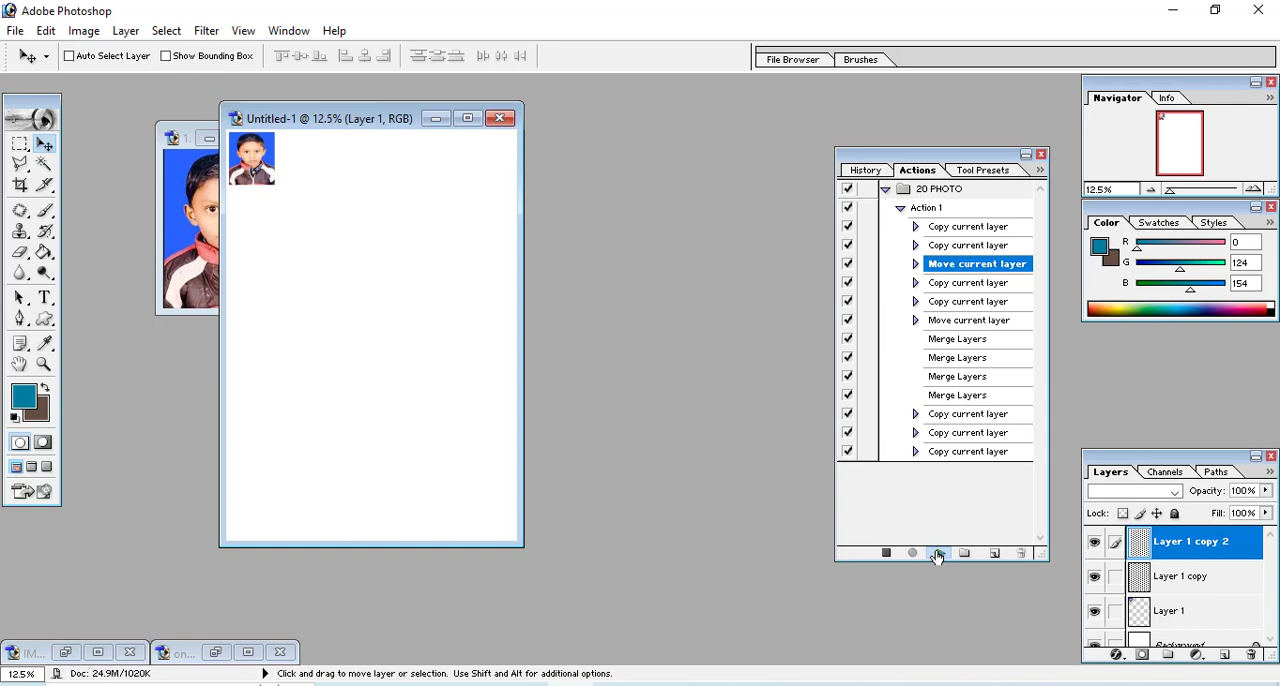 Adobe Photoshop
File Edit Image Layer Select Filter View Window Help
Auto Select Layer Show Bounding Box File Browser Brushes
Untitled-1 @ 12.5% (Layer 1, RGB)
1.
Navigator Info
12.5%
History Actions Tool Presets
20 PHOTO
Action 1
Copy current layer
Copy current layer
Move current layer
Copy current layer
Copy current layer
Move current layer
Merge Layers
Merge Layers
Merge Layers
Merge Layers
Copy current layer
Copy current layer
Copy current layer
Color Swatches Styles
R 0
G 124
B 154
Layers Channels Paths
Opacity: 100%
Lock: Fill: 100%
Layer 1 copy 2
Layer 1 copy
Layer 1
Background
IM... on...
12.5% Doc: 24.9M/1020K Click and drag to move layer or selection. Use Shift and Alt for additional options.